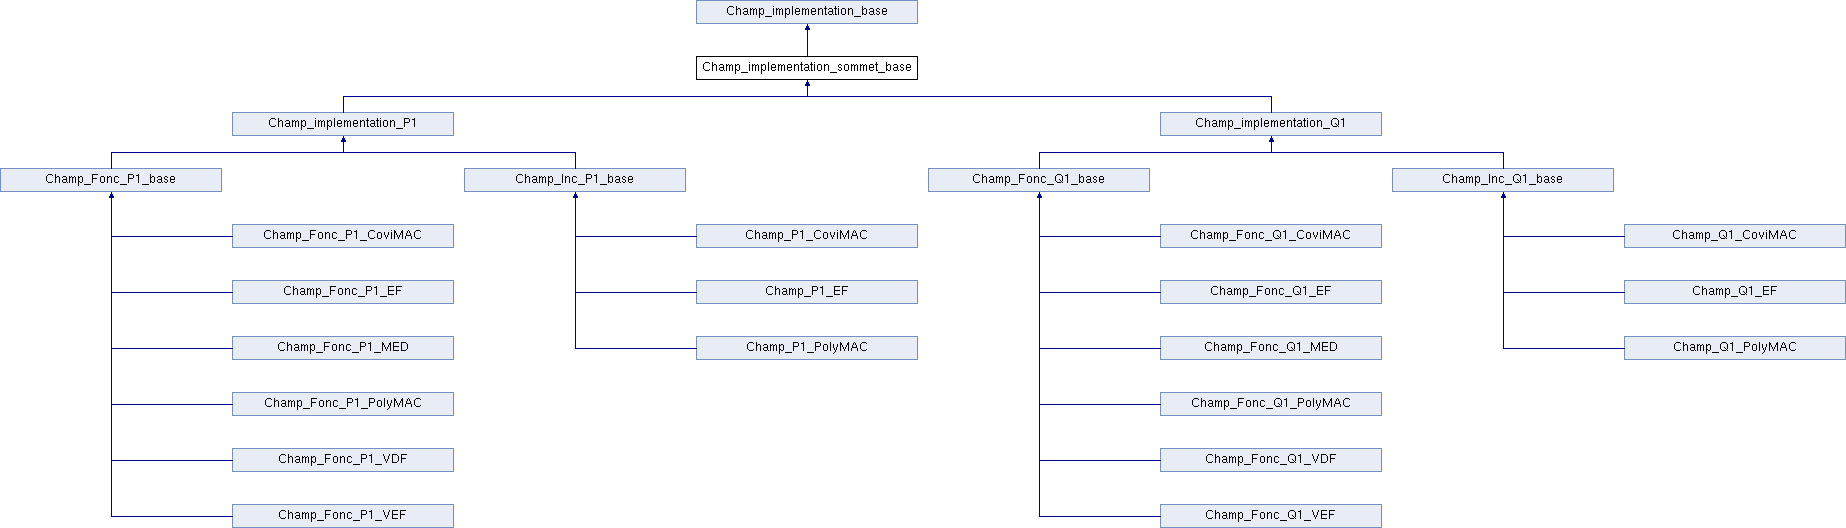 Champ_implementation_base
Champ_implementation_sommet_base
Champ_implementation_P1
Champ_implementation_Q1
Champ_Fonc_P1_base
Champ_Inc_P1_base
Champ_Fonc_Q1_base
Champ_Inc_Q1_base
Champ_Fonc_P1_CoviMAC
Champ_P1_CoviMAC
Champ_Fonc_Q1_CoviMAC
Champ_Q1_CoviMAC
Champ_Fonc_P1_EF
Champ_P1_EF
Champ_Fonc_Q1_EF
Champ_Q1_EF
Champ_Fonc_P1_MED
Champ_P1_PolyMAC
Champ_Fonc_Q1_MED
Champ_Q1_PolyMAC
Champ_Fonc_P1_PolyMAC
Champ_Fonc_Q1_PolyMAC
Champ_Fonc_P1_VDF
Champ_Fonc_Q1_VDF
Champ_Fonc_P1_VEF
Champ_Fonc_Q1_VEF